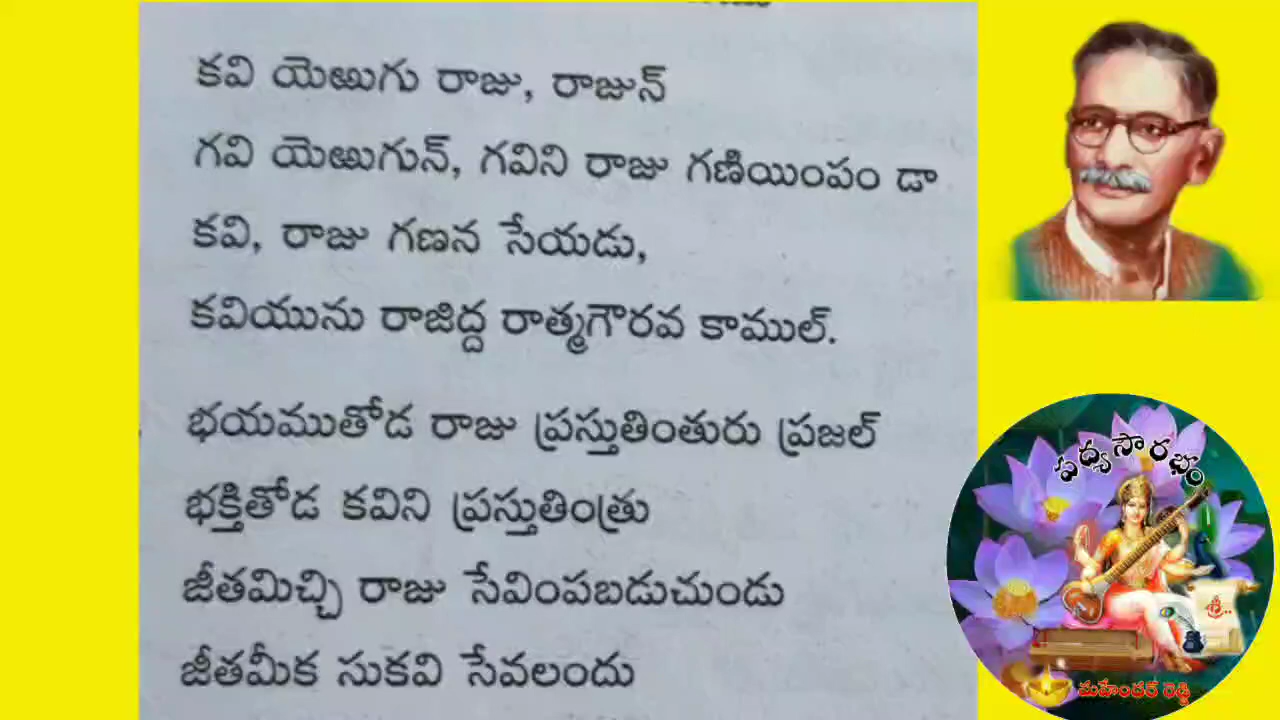 కవి యెఱుగు రాజు, రాజున్
గవి యెఱుగున్, గవిని రాజు గణియింపం డా
కవి, రాజు గణన సేయడు,
కవియును రాజిద్ద రాత్మగౌరవ కాముల్.
భయముతోడ రాజు ప్రస్తుతింతురు ప్రజల్
భక్తితోడ కవిని ప్రస్తుతింత్రు
జీతమిచ్చి రాజు సేవింపబడుచుండు
జీతమీక సుకవి సేవలందు
పద్యసౌరభం
శ్రీ..
మహేందర్ రెడ్డి